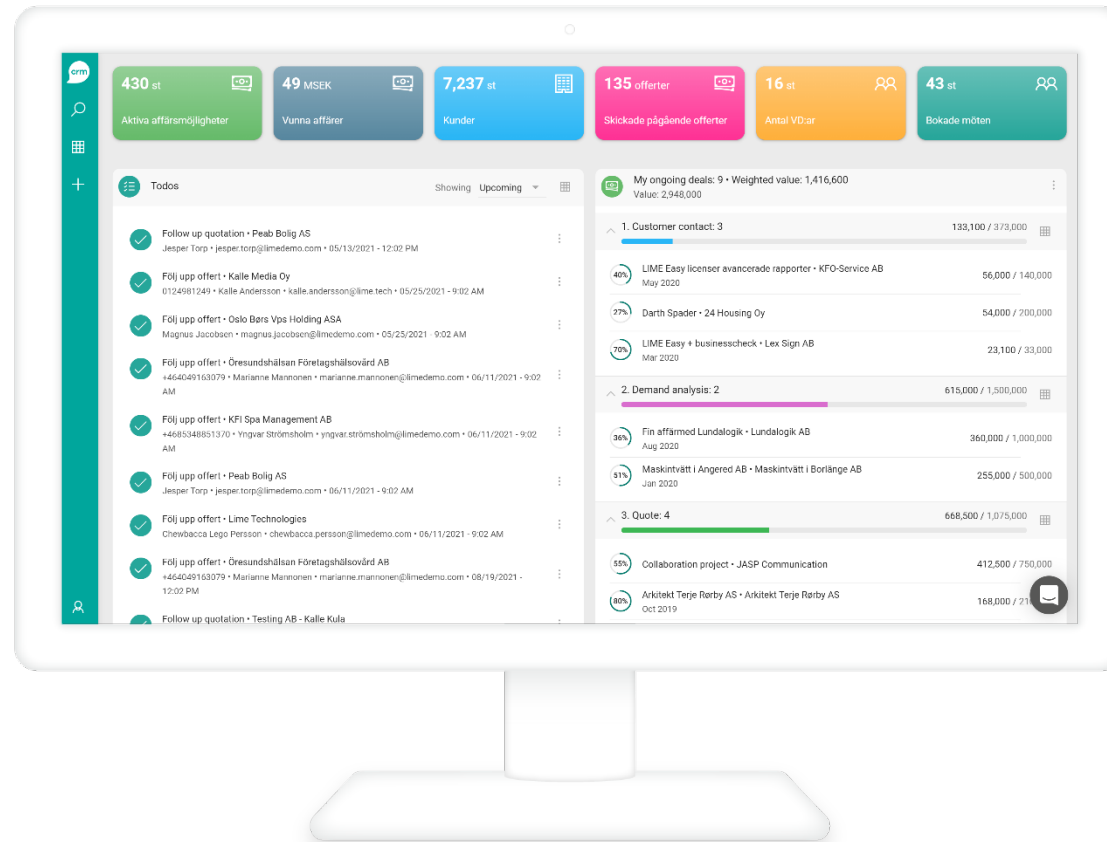 crm
430 st
Aktiva affärsmöjligheter
49 MSEK
Vunna affärer
7,237 st
Kunder
135 offerter
Skickade pågående offerter
16 st
Antal VD:ar
43 st
Bokade möten
Todos
Showing Upcoming
Follow up quotation • Peab Bolig AS
Jesper Torp • jesper.torp@limedemo.com • 05/13/2021 - 12:02 PM
Följ upp offert • Kalle Media Oy
0124981249 • Kalle Andersson • kalle.andersson@lime.tech • 05/25/2021 - 9:02 AM
Följ upp offert • Oslo Børs Vps Holding ASA
Magnus Jacobsen • magnus.jacobsen@limedemo.com • 05/25/2021 - 9:02 AM
Följ upp offert • Öresundshälsan Företagshälsovård AB
+464049163079 • Marianne Mannonen • marianne.mannonen@limedemo.com • 06/11/2021 - 9:02
AM
Följ upp offert • KFI Spa Management AB
+4685348851370 • Yngvar Strömsholm • yngvar.strömsholm@limedemo.com • 06/11/2021 - 9:02
AM
Följ upp offert • Peab Bolig AS
Jesper Torp • jesper.torp@limedemo.com • 06/11/2021 - 9:02 AM
Följ upp offert • Lime Technologies
Chewbacca Lego Persson • chewbacca.persson@limedemo.com • 06/11/2021 - 9:02 AM
Följ upp offert • Öresundshälsan Företagshälsovård AB
+464049163079 • Marianne Mannonen • marianne.mannonen@limedemo.com • 08/19/2021 -
12:02 PM
Follow up quotation • Testing AB - Kalle Kula
My ongoing deals: 9 • Weighted value: 1,416,600
Value: 2,948,000
1. Customer contact: 3 133,100 / 373,000
40% LIME Easy licenser avancerade rapporter • KFO-Service AB 56,000 / 140,000
May 2020
27% Darth Spader • 24 Housing Oy 54,000 / 200,000
70% LIME Easy + businesscheck • Lex Sign AB 23,100 / 33,000
Mar 2020
2. Demand analysis: 2 615,000 / 1,500,000
36% Fin affärmed Lundalogik • Lundalogik AB 360,000 / 1,000,000
Aug 2020
51% Maskintvätt i Angered AB • Maskintvätt i Borlänge AB 255,000 / 500,000
Jan 2020
3. Quote: 4 668,500 / 1,075,000
55% Collaboration project • JASP Communication 412,500 / 750,000
80% Arkitekt Terje Rørby AS • Arkitekt Terje Rørby AS 168,000 /
Oct 2019